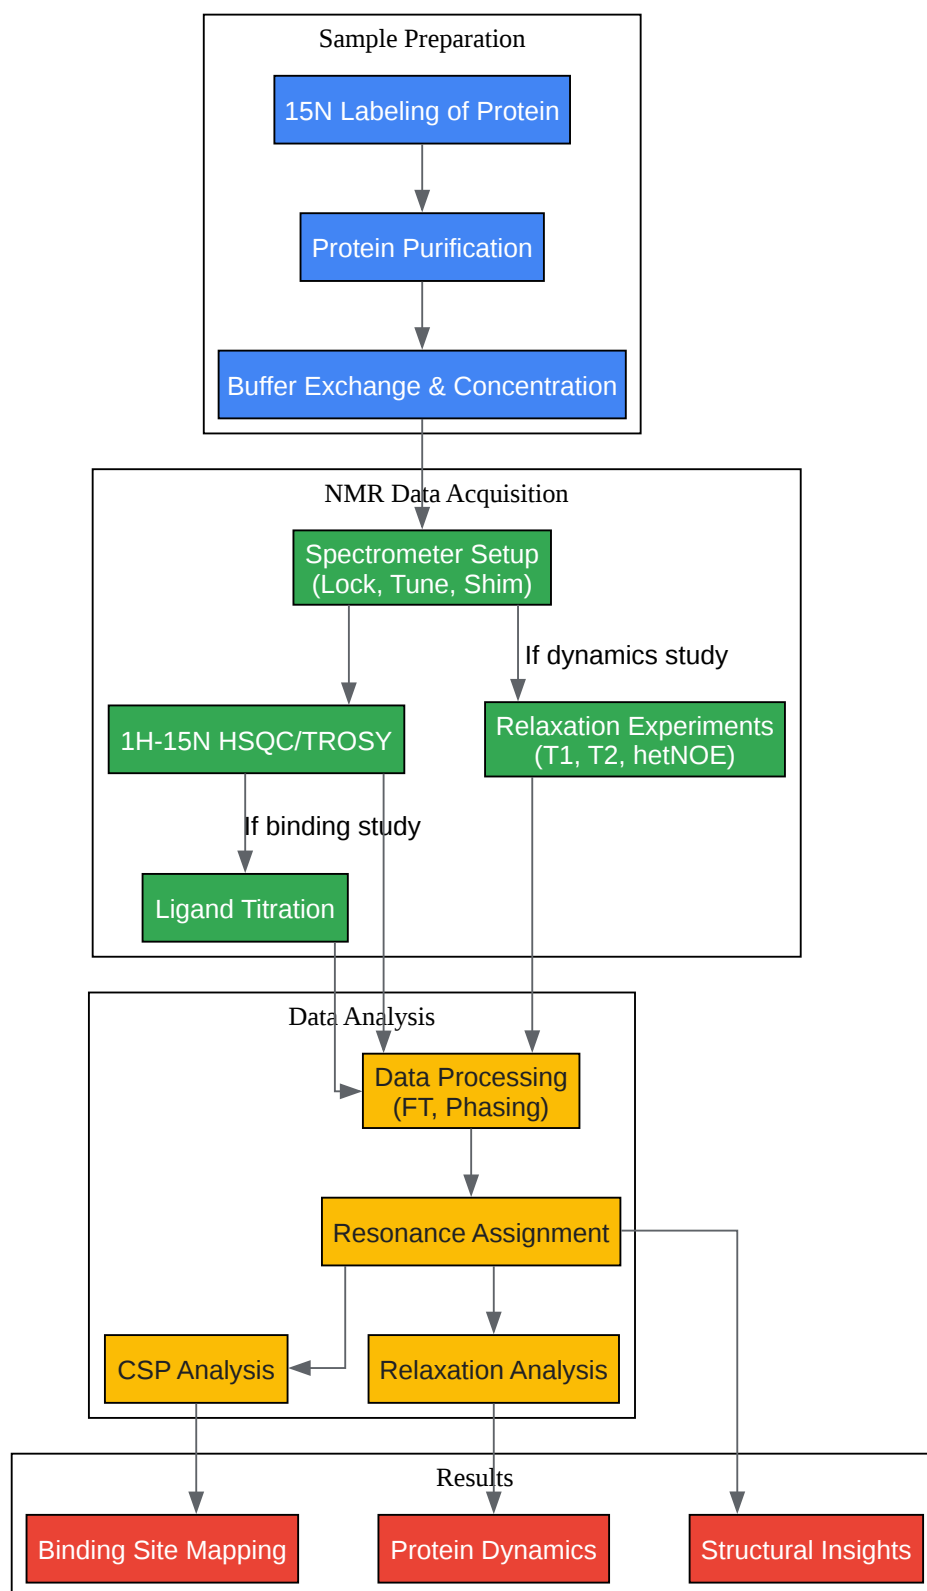 Sample Preparation
15N Labeling of Protein
Protein Purification
Buffer Exchange & Concentration
NMR Data Acquisition
Spectrometer Setup
(Lock, Tune, Shim)
If dynamics study
1H-15N HSQC/TROSY
Relaxation Experiments
(T1, T2, hetNOE)
If binding study
Ligand Titration
Data Analysis
Data Processing
(FT, Phasing)
Resonance Assignment
CSP Analysis
Relaxation Analysis
Results
Binding Site Mapping
Protein Dynamics
Structural Insights